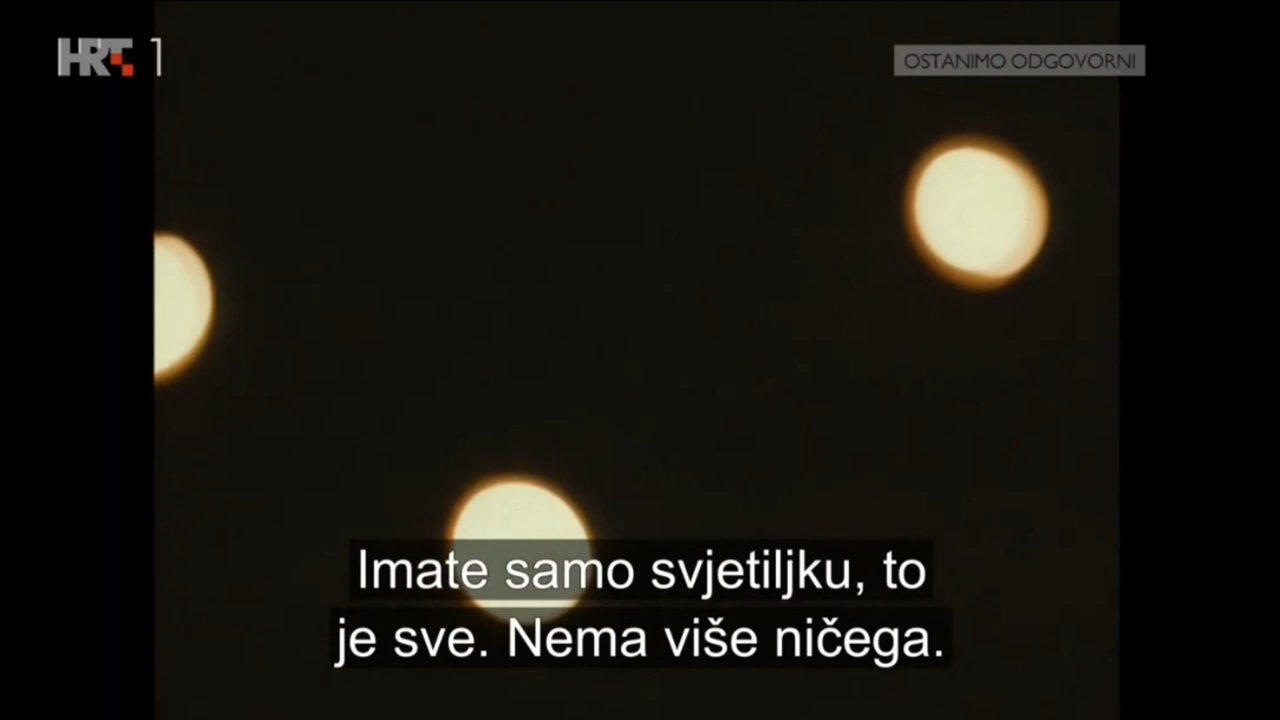 HRT 1
OSTANIMO ODGOVORNI
Imate samo svjetiljku, to
je sve. Nema više ničega.